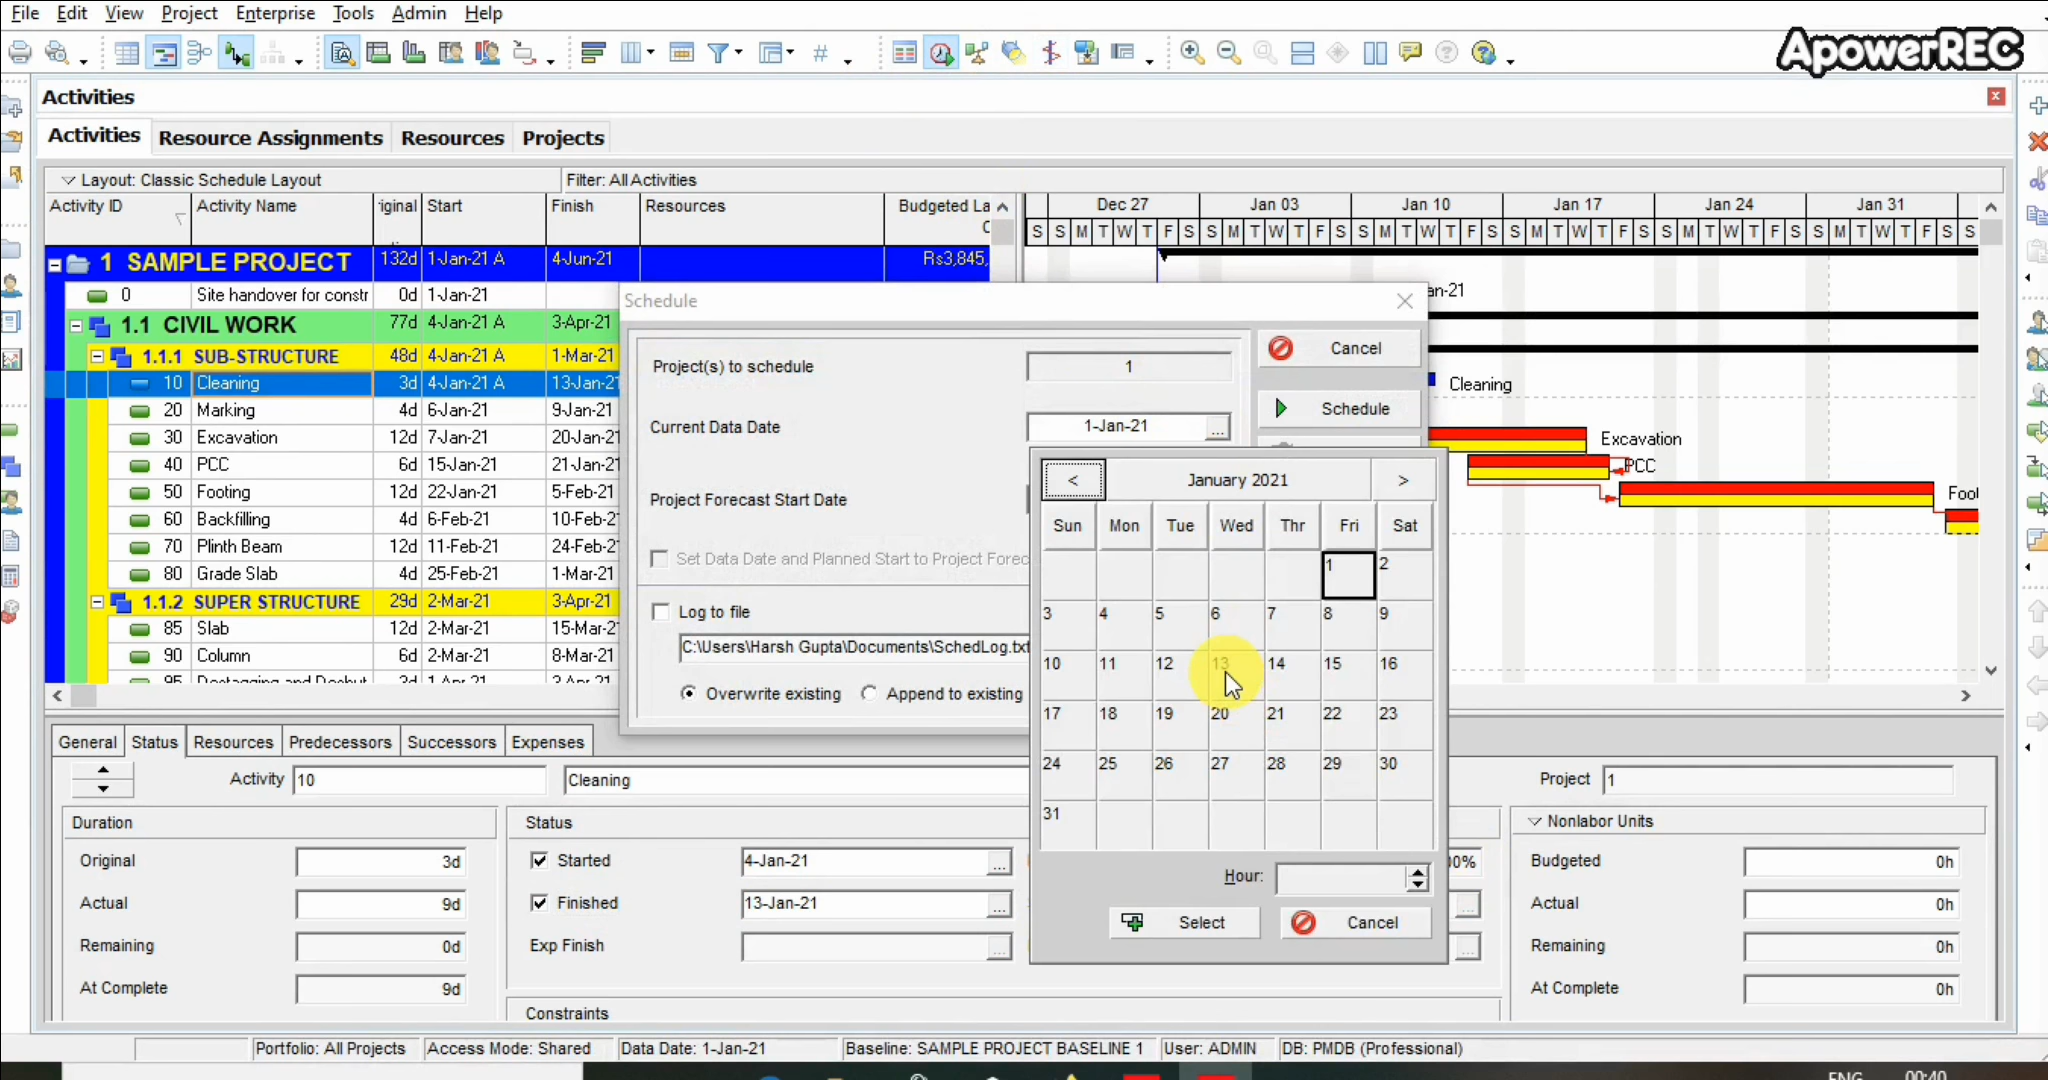 File Edit View Project Enterprise Tools Admin Help
ApowerREC
Activities
Activities Resource Assignments Resources Projects
Layout: Classic Schedule Layout Filter: All Activities
Activity ID Activity Name Start Finish Resources Budgeted La
Dec 27 Jan 03 Jan 10 Jan 17 Jan 24 Jan 31
S S M T W T F S S M T W T F S S M T W T F S S M T W T F S S M T W T F S S M T W T F S S
1 SAMPLE PROJECT 132d 1-Jan-21 A 4-Jun-21 Rs3,845,
0 Site handover for constr 0d 1-Jan-21
1.1 CIVIL WORK 77d 4-Jan-21 A 3-Apr-21
1.1.1 SUB-STRUCTURE 48d 4-Jan-21 A 1-Mar-21
10 Cleaning 3d 4-Jan-21 A 13-Jan-21 Cleaning
20 Marking 4d 6-Jan-21 9-Jan-21
30 Excavation 12d 7-Jan-21 20-Jan-21 Excavation
40 PCC 6d 15-Jan-21 21-Jan-21 PCC
50 Footing 12d 22-Jan-21 5-Feb-21 Foot
60 Backfilling 4d 6-Feb-21 10-Feb-21
70 Plinth Beam 12d 11-Feb-21 24-Feb-2
80 Grade Slab 4d 25-Feb-21 1-Mar-21
1.1.2 SUPER STRUCTURE 29d 2-Mar-21 3-Apr-21
85 Slab 12d 2-Mar-21 15-Mar-2
90 Column 6d 2-Mar-21 8-Mar-21
Schedule
Project(s) to schedule 1 Cancel
Current Data Date 1-Jan-21 ... Schedule
Project Forecast Start Date
Set Data Date and Planned Start to Project Forec
Log to file
C:\Users\Harsh Gupta\Documents\SchedLog.txt
Overwrite existing Append to existing
< January 2021 >
Sun Mon Tue Wed Thr Fri Sat
1 2
3 4 5 6 7 8 9
10 11 12 13 14 15 16
17 18 19 20 21 22 23
24 25 26 27 28 29 30
31
Hour:
Select Cancel
General Status Resources Predecessors Successors Expenses
Activity 10 Cleaning Project 1
Duration Status Nonlabor Units
Original 3d Started 4-Jan-21 ... Budgeted 0h
Actual 9d Finished 13-Jan-21 ... Actual 0h
Remaining 0d Exp Finish ... Remaining 0h
At Complete 9d At Complete 0h
Constraints
Portfolio: All Projects Access Mode: Shared Data Date: 1-Jan-21 Baseline: SAMPLE PROJECT BASELINE 1 User: ADMIN DB: PMDB (Professional)
ENG 00:40